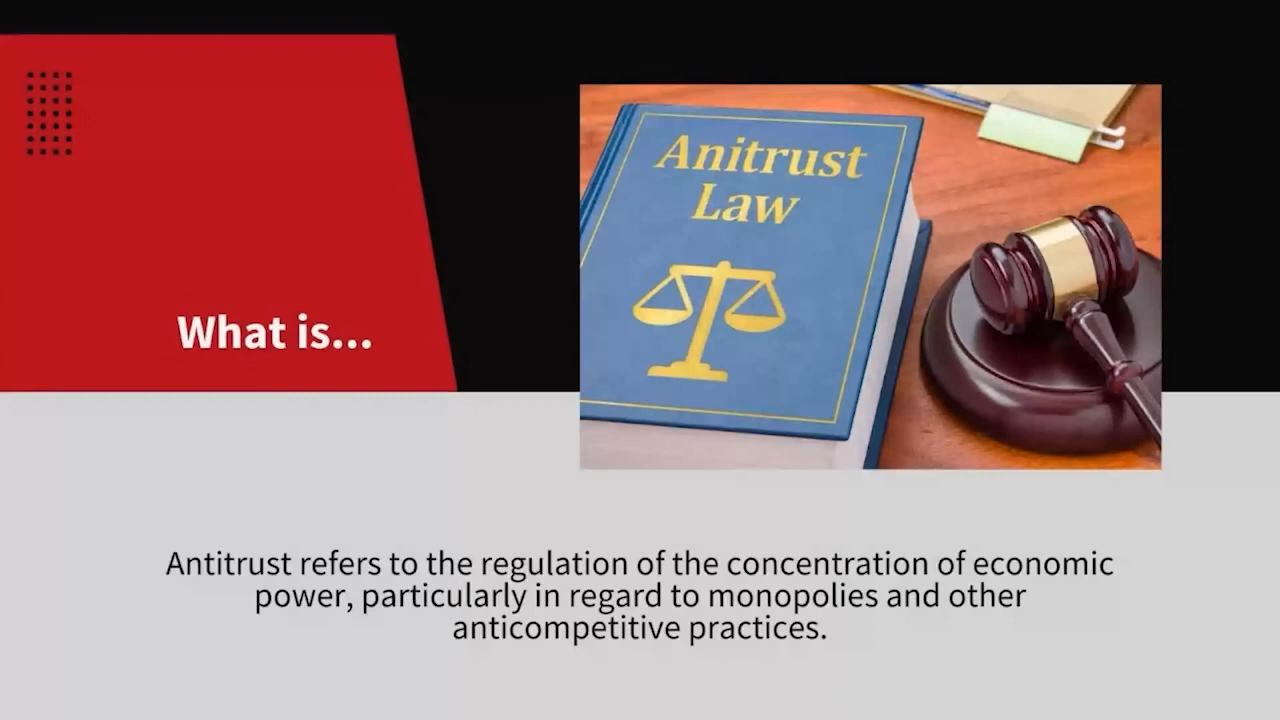 What is...
Anitrust
Law
Antitrust refers to the regulation of the concentration of economic
power, particularly in regard to monopolies and other
anticompetitive practices.